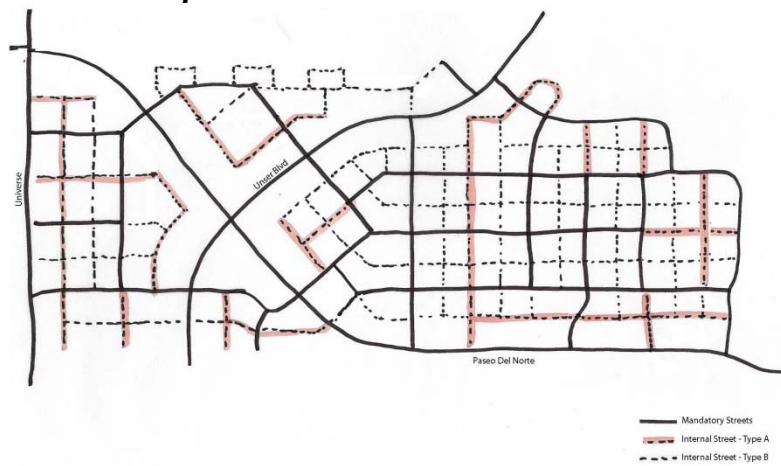 Universe
Unser Blvd
Paseo Del Norte
Mandatory Streets
Internal Street - Type A
Internal Street - Type B